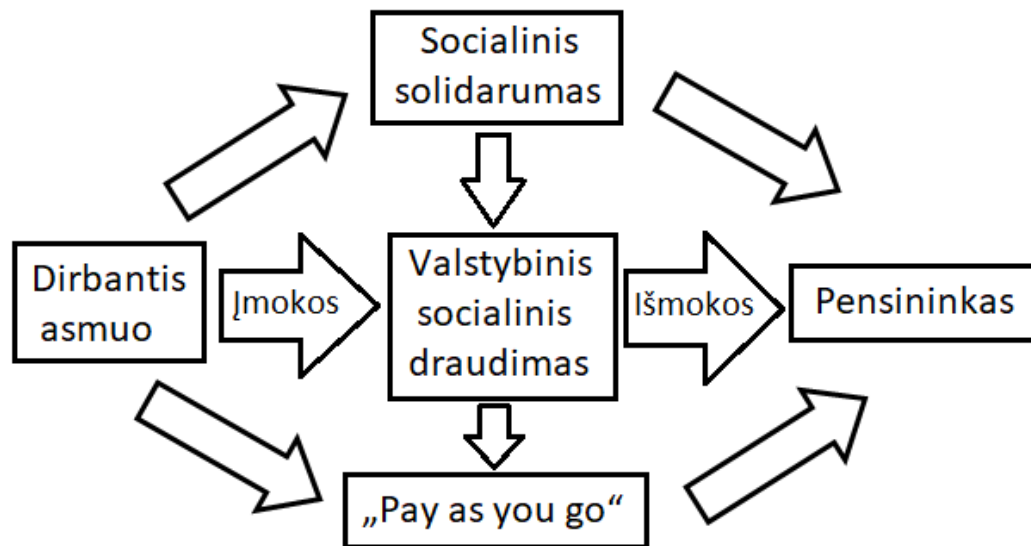 Socialinis
solidarumas
Dirbantis
asmuo
Įmokos
Valstybinis
socialinis
draudimas
Išmokos
Pensininkas
„Pay as you go“